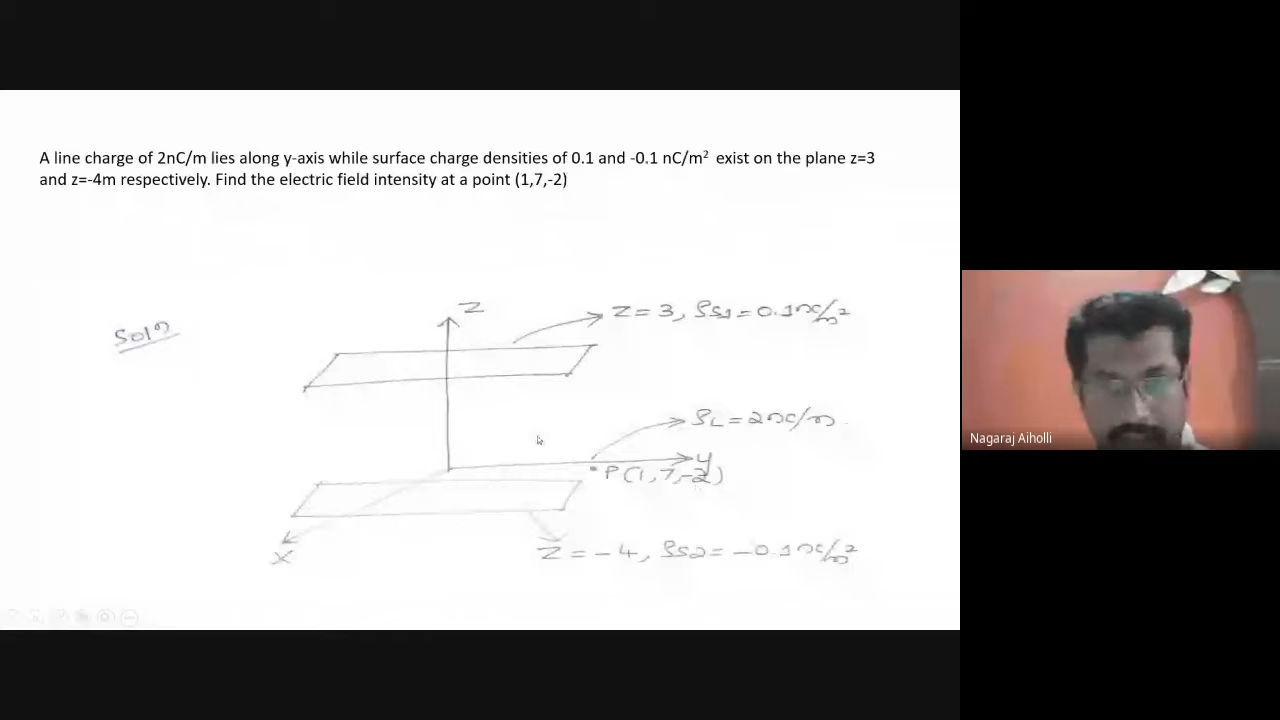 A line charge of 2nC/m lies along y-axis while surface charge densities of 0.1 and -0.1 nC/m² exist on the plane z=3
and z=-4m respectively. Find the electric field intensity at a point (1,7,-2)
Soln
Z
Z = 3, ρs1 = 0.1nc/m²
ρL = 2nc/m
y
P(1,7,-2)
X
Z = -4, ρs2 = -0.1nc/m²
Nagaraj Aiholli